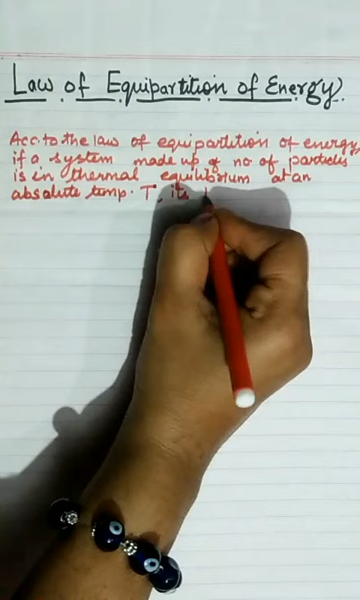 Law of Equipartition of Energy
Acc. to the law of equipartition of energy,
if a system made up of no. of particles
is in thermal equilibrium at an
absolute temp. T, its